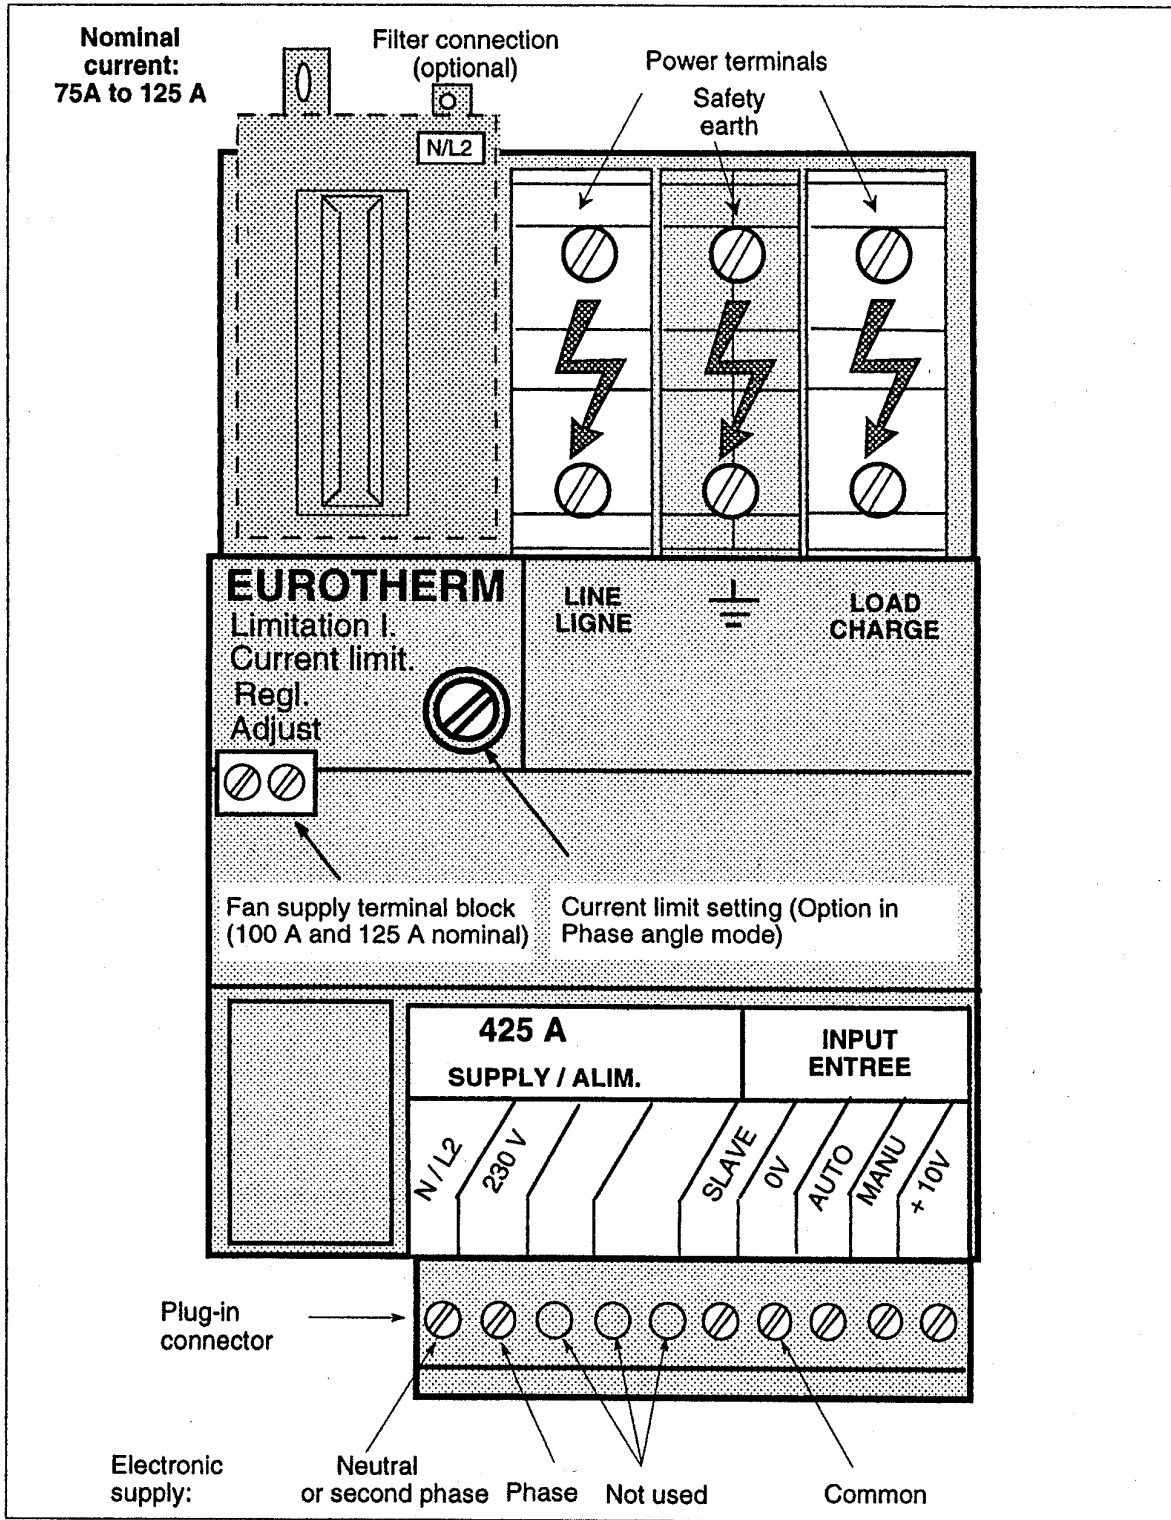 Nominal
current:
75A to 125 A
Filter connection
(optional)
Power terminals
Safety
earth
N/L2
EUROTHERM
Limitation I.
Current limit.
Regl.
Adjust
LINE
LIGNE
LOAD
CHARGE
Fan supply terminal block
(100 A and 125 A nominal)
Current limit setting (Option in
Phase angle mode)
425 A
SUPPLY / ALIM.
INPUT
ENTREE
N / L2
230 V
SLAVE
0V
AUTO
MANU
+ 10V
Plug-in
connector
Electronic
supply:
Neutral
or second phase
Phase
Not used
Common